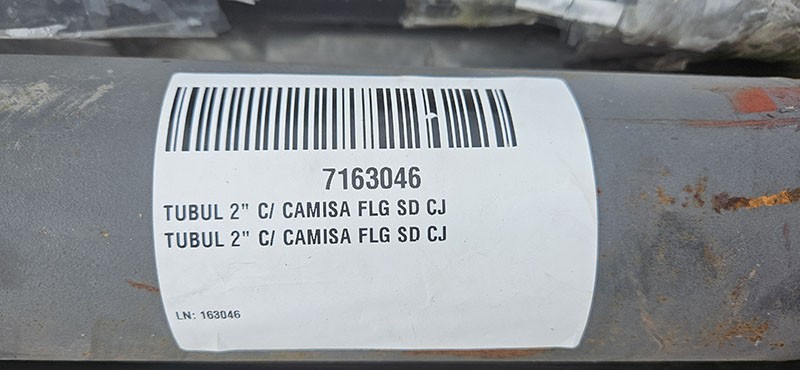 7163046
TUBUL 2" C/ CAMISA FLG SD CJ
TUBUL 2" C/ CAMISA FLG SD CJ
LN: 163046